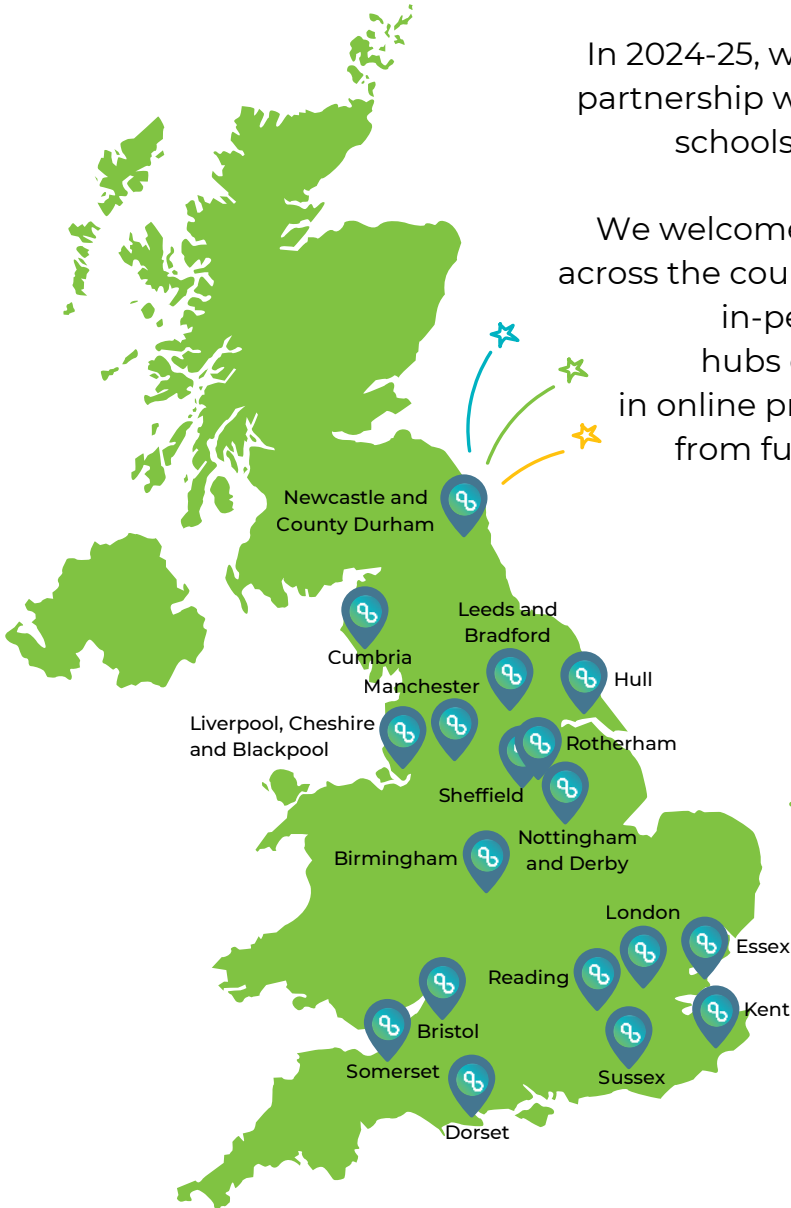 In 2024-25, w
partnership w
schools
We welcome
across the cou
in-pe
hubs
in online pr
from fu
Newcastle and
County Durham
Cumbria
Leeds and
Bradford
Hull
Manchester
Liverpool, Cheshire
and Blackpool
Rotherham
Sheffield
Nottingham
and Derby
Birmingham
London
Essex
Reading
Kent
Bristol
Somerset
Sussex
Dorset